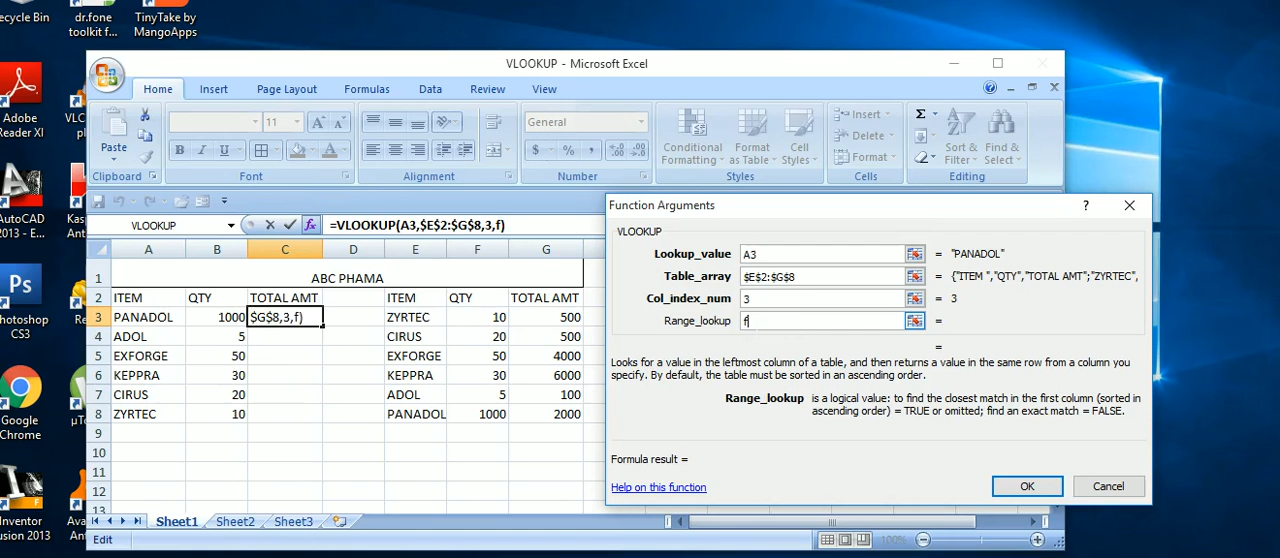 ecycle Bin
dr.fone
toolkit f...
TinyTake by
MangoApps
Adobe
Reader XI
VLC
pl
AutoCAD
2013 - E...
Kasp
Ant
Photoshop
CS3
Down
Google
Chrome
µTo
Inventor
usion 2013
Ava
Ant
VLOOKUP - Microsoft Excel
Home Insert Page Layout Formulas Data Review View
Paste
Clipboard
11 A A
B I U A
Font
Alignment
General
$ % ,
Number
Conditional
Formatting
Format
as Table
Cell
Styles
Styles
Insert
Delete
Format
Cells
Σ
Sort &
Filter
Find &
Select
Editing
VLOOKUP fx =VLOOKUP(A3,$E$2:$G$8,3,f)
A B C D E F G
1 ABC PHAMA
2 ITEM QTY TOTAL AMT ITEM QTY TOTAL AMT
3 PANADOL 1000 $G$8,3,f) ZYRTEC 10 500
4 ADOL 5 CIRUS 20 500
5 EXFORGE 50 EXFORGE 50 4000
6 KEPPRA 30 KEPPRA 30 6000
7 CIRUS 20 ADOL 5 100
8 ZYRTEC 10 PANADOL 1000 2000
9
10
11
12
13
Sheet1 Sheet2 Sheet3
Edit 100%
Function Arguments ?
VLOOKUP
Lookup_value A3 = "PANADOL"
Table_array $E$2:$G$8 = {"ITEM ","QTY","TOTAL AMT";"ZYRTEC",
Col_index_num 3 = 3
Range_lookup f =
=
Looks for a value in the leftmost column of a table, and then returns a value in the same row from a column you
specify. By default, the table must be sorted in an ascending order.
Range_lookup is a logical value: to find the closest match in the first column (sorted in
ascending order) = TRUE or omitted; find an exact match = FALSE.
Formula result =
Help on this function
OK Cancel